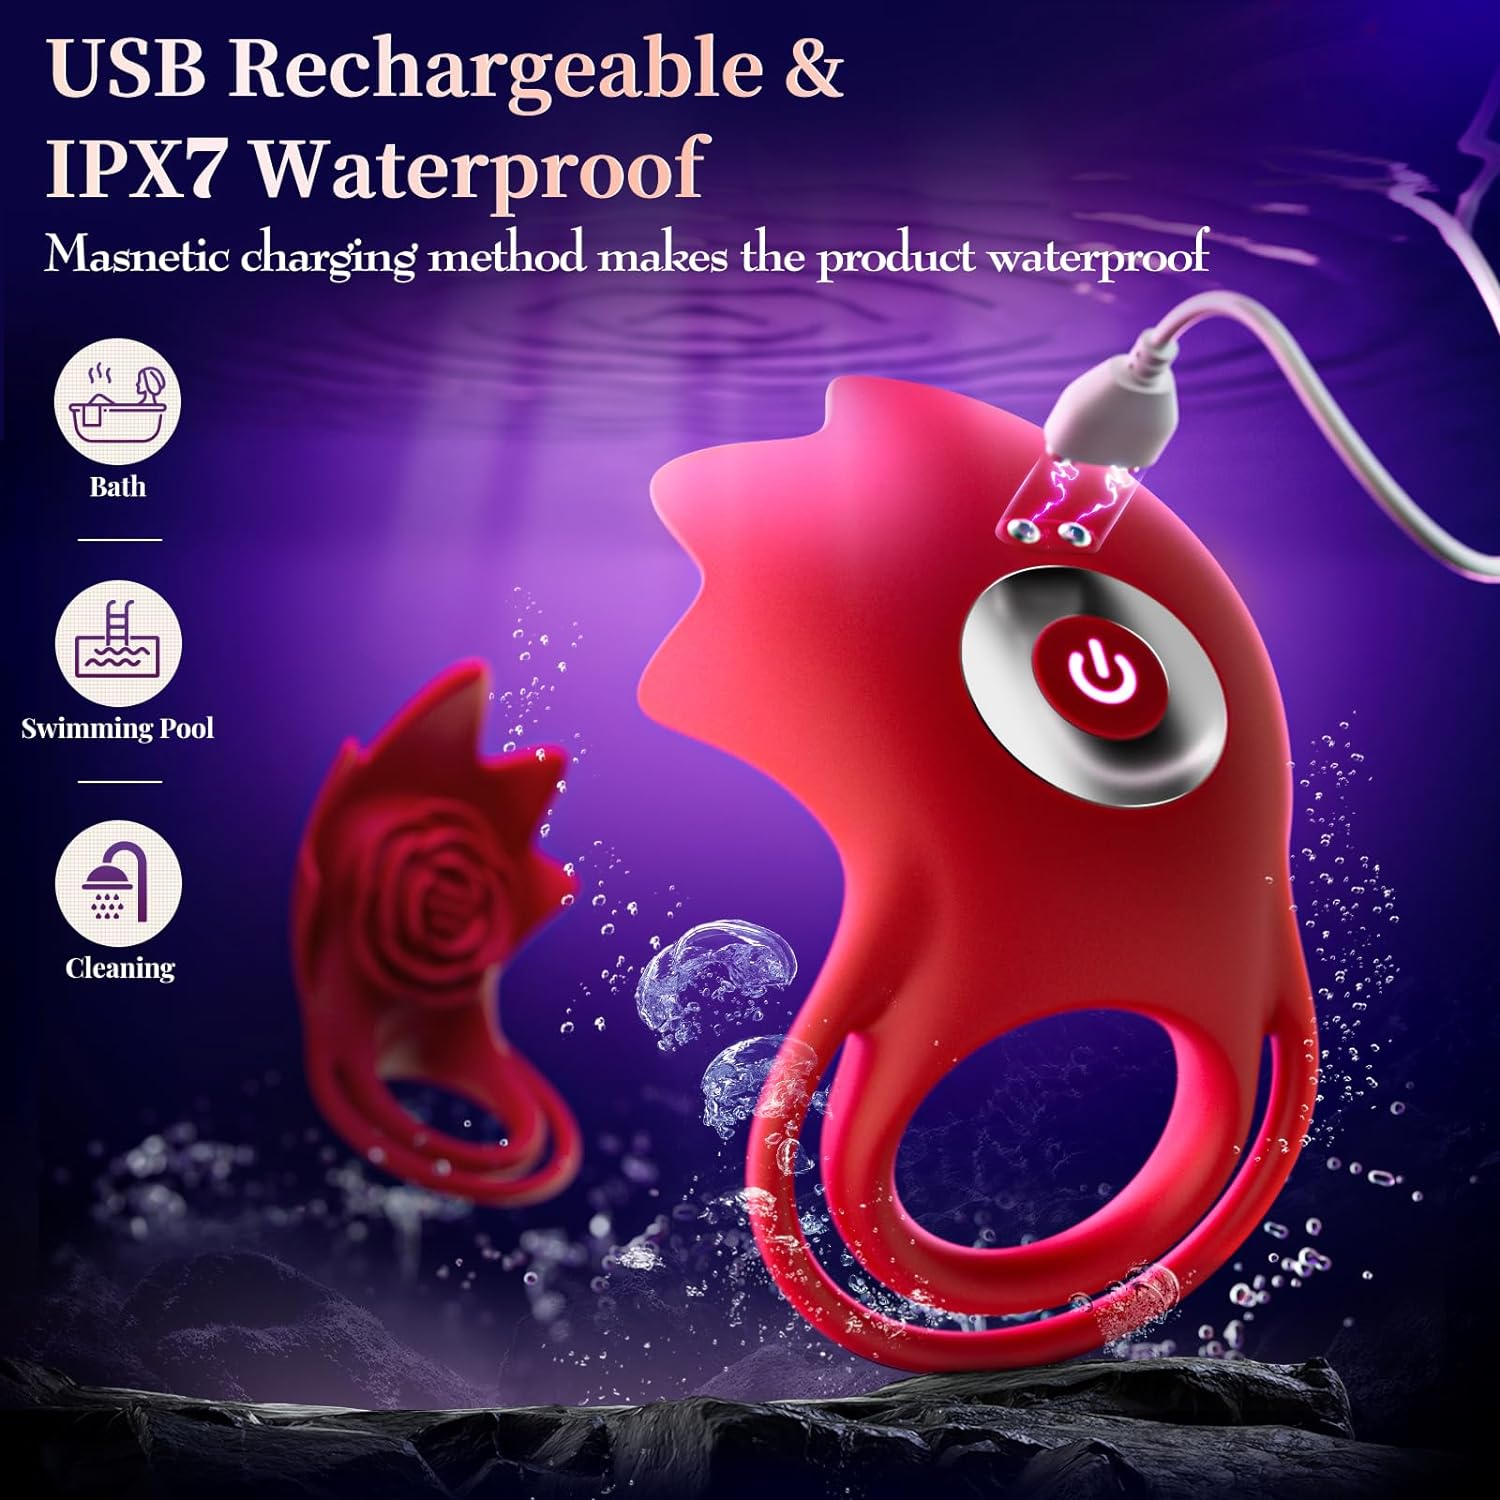 USB Rechargeable &
IPX7 Waterproof
Masnetic charging method makes the product waterproof
Bath
Swimming Pool
Cleaning